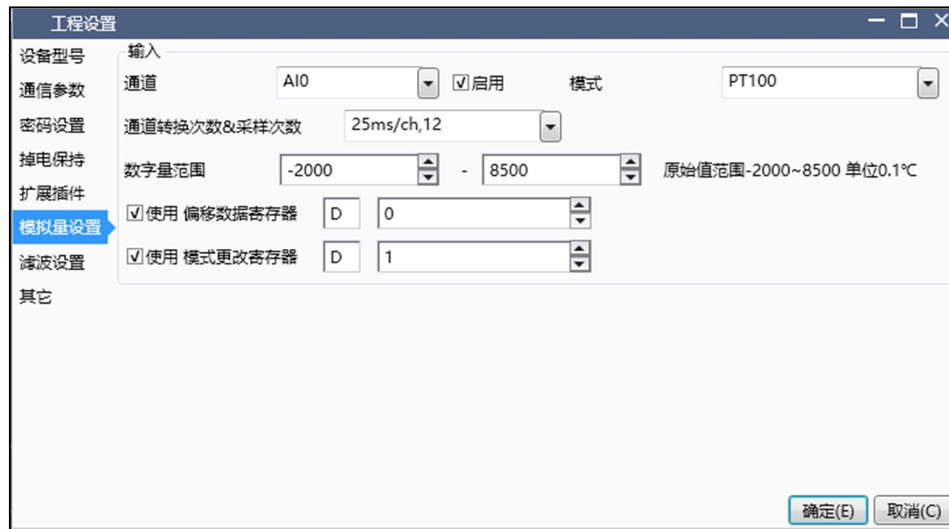 工程设置
设备型号
通信参数
密码设置
掉电保持
扩展插件
模拟量设置
滤波设置
其它
输入
通道 AI0 启用 模式 PT100
通道转换次数&采样次数 25ms/ch,12
数字量范围 -2000 - 8500 原始值范围-2000~8500 单位0.1℃
使用 偏移数据寄存器 D 0
使用 模式更改寄存器 D 1
确定(E) 取消(C)